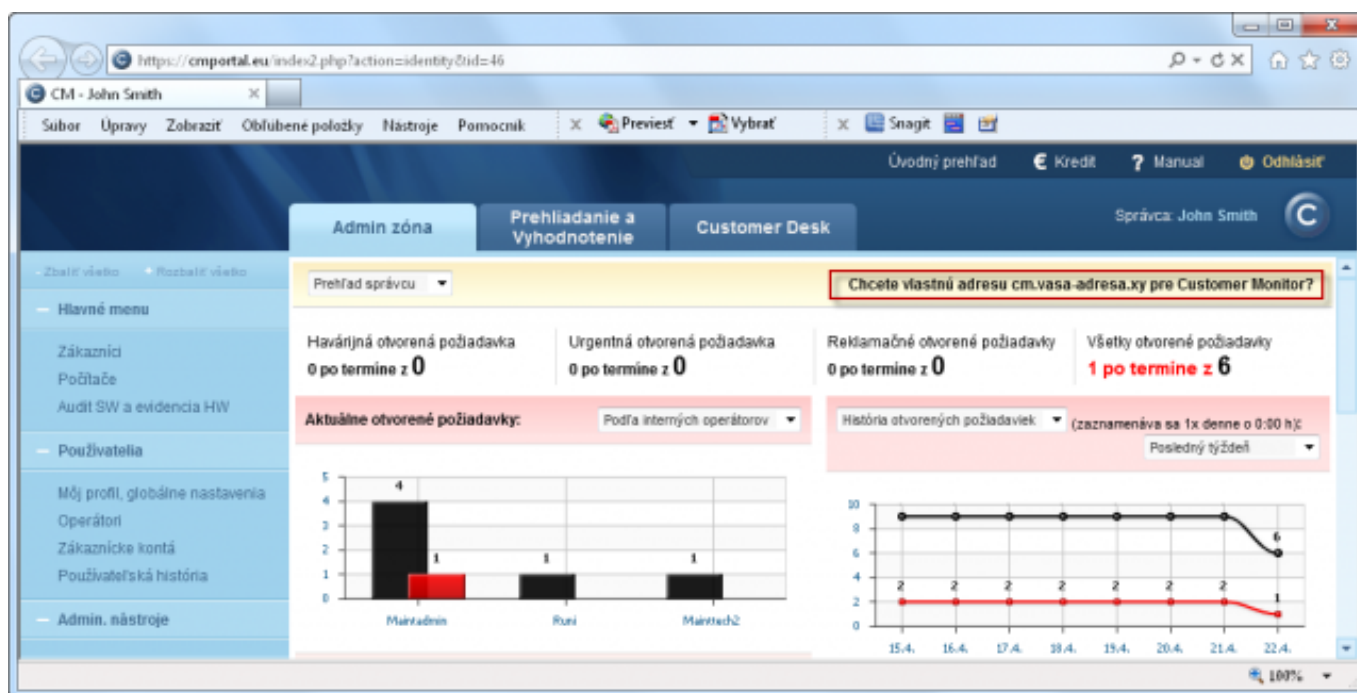 https://cmportal.eu/index2.php?action=identity&tid=46
CM - John Smith
Súbor Úpravy Zobraziť Obľúbené položky Nástroje Pomocník x Previesť Vybrať x Snagit
Úvodný prehľad € Kredit ? Manual Odhlásiť
Admin zóna
Prehliadanie a
Vyhodnotenie
Customer Desk
Správca: John Smith
- Zbaliť všetko + Rozbaliť všetko
Prehľad správcu
Chcete vlastnú adresu cm.vasa-adresa.xy pre Customer Monitor?
Hlavné menu
Zákazníci
Počítače
Audit SW a evidencia HW
Používatelia
Môj profil, globálne nastavenia
Operátori
Zákaznícke kontá
Používateľská história
Admin. nástroje
Havárijná otvorená požiadavka
0 po termíne z 0
Urgentná otvorená požiadavka
0 po termíne z 0
Reklamačné otvorené požiadavky
0 po termíne z 0
Všetky otvorené požiadavky
1 po termíne z 6
Aktuálne otvorené požiadavky: Podľa interných operátorov
História otvorených požiadaviek (zaznamenáva sa 1x denne o 0:00 h):
Posledný týždeň
5
4
3
2
1
0
4
1
1
1
Maintadmin Runi Mainttech2
10
8
6
4
2
0
6
2 2 2 2 2 2 2 1
15.4. 16.4. 17.4. 18.4. 19.4. 20.4. 21.4. 22.4.
100%